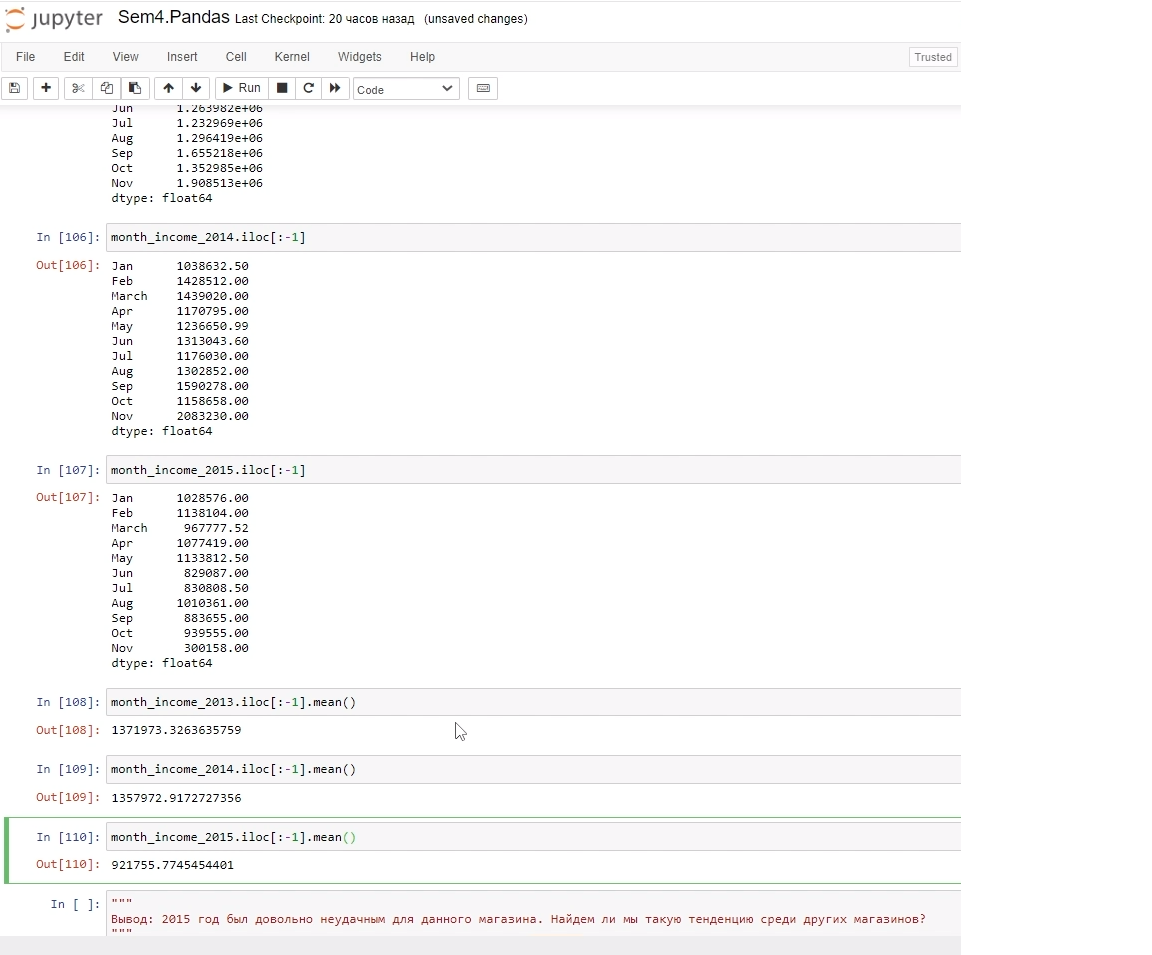 jupyter Sem4.Pandas Last Checkpoint: 20 часов назад (unsaved changes)
File Edit View Insert Cell Kernel Widgets Help Trusted
Run Code
Jun 1.263982e+06
Jul 1.232969e+06
Aug 1.296419e+06
Sep 1.655218e+06
Oct 1.352985e+06
Nov 1.908513e+06
dtype: float64
In [106]: month_income_2014.iloc[:-1]
Out[106]: Jan 1038632.50
Feb 1428512.00
March 1439020.00
Apr 1170795.00
May 1236650.99
Jun 1313043.60
Jul 1176030.00
Aug 1302852.00
Sep 1590278.00
Oct 1158658.00
Nov 2083230.00
dtype: float64
In [107]: month_income_2015.iloc[:-1]
Out[107]: Jan 1028576.00
Feb 1138104.00
March 967777.52
Apr 1077419.00
May 1133812.50
Jun 829087.00
Jul 830808.50
Aug 1010361.00
Sep 883655.00
Oct 939555.00
Nov 300158.00
dtype: float64
In [108]: month_income_2013.iloc[:-1].mean()
Out[108]: 1371973.3263635759
In [109]: month_income_2014.iloc[:-1].mean()
Out[109]: 1357972.9172727356
In [110]: month_income_2015.iloc[:-1].mean()
Out[110]: 921755.7745454401
In [ ]: """
Вывод: 2015 год был довольно неудачным для данного магазина. Найдем ли мы такую тенденцию среди других магазинов?
"""